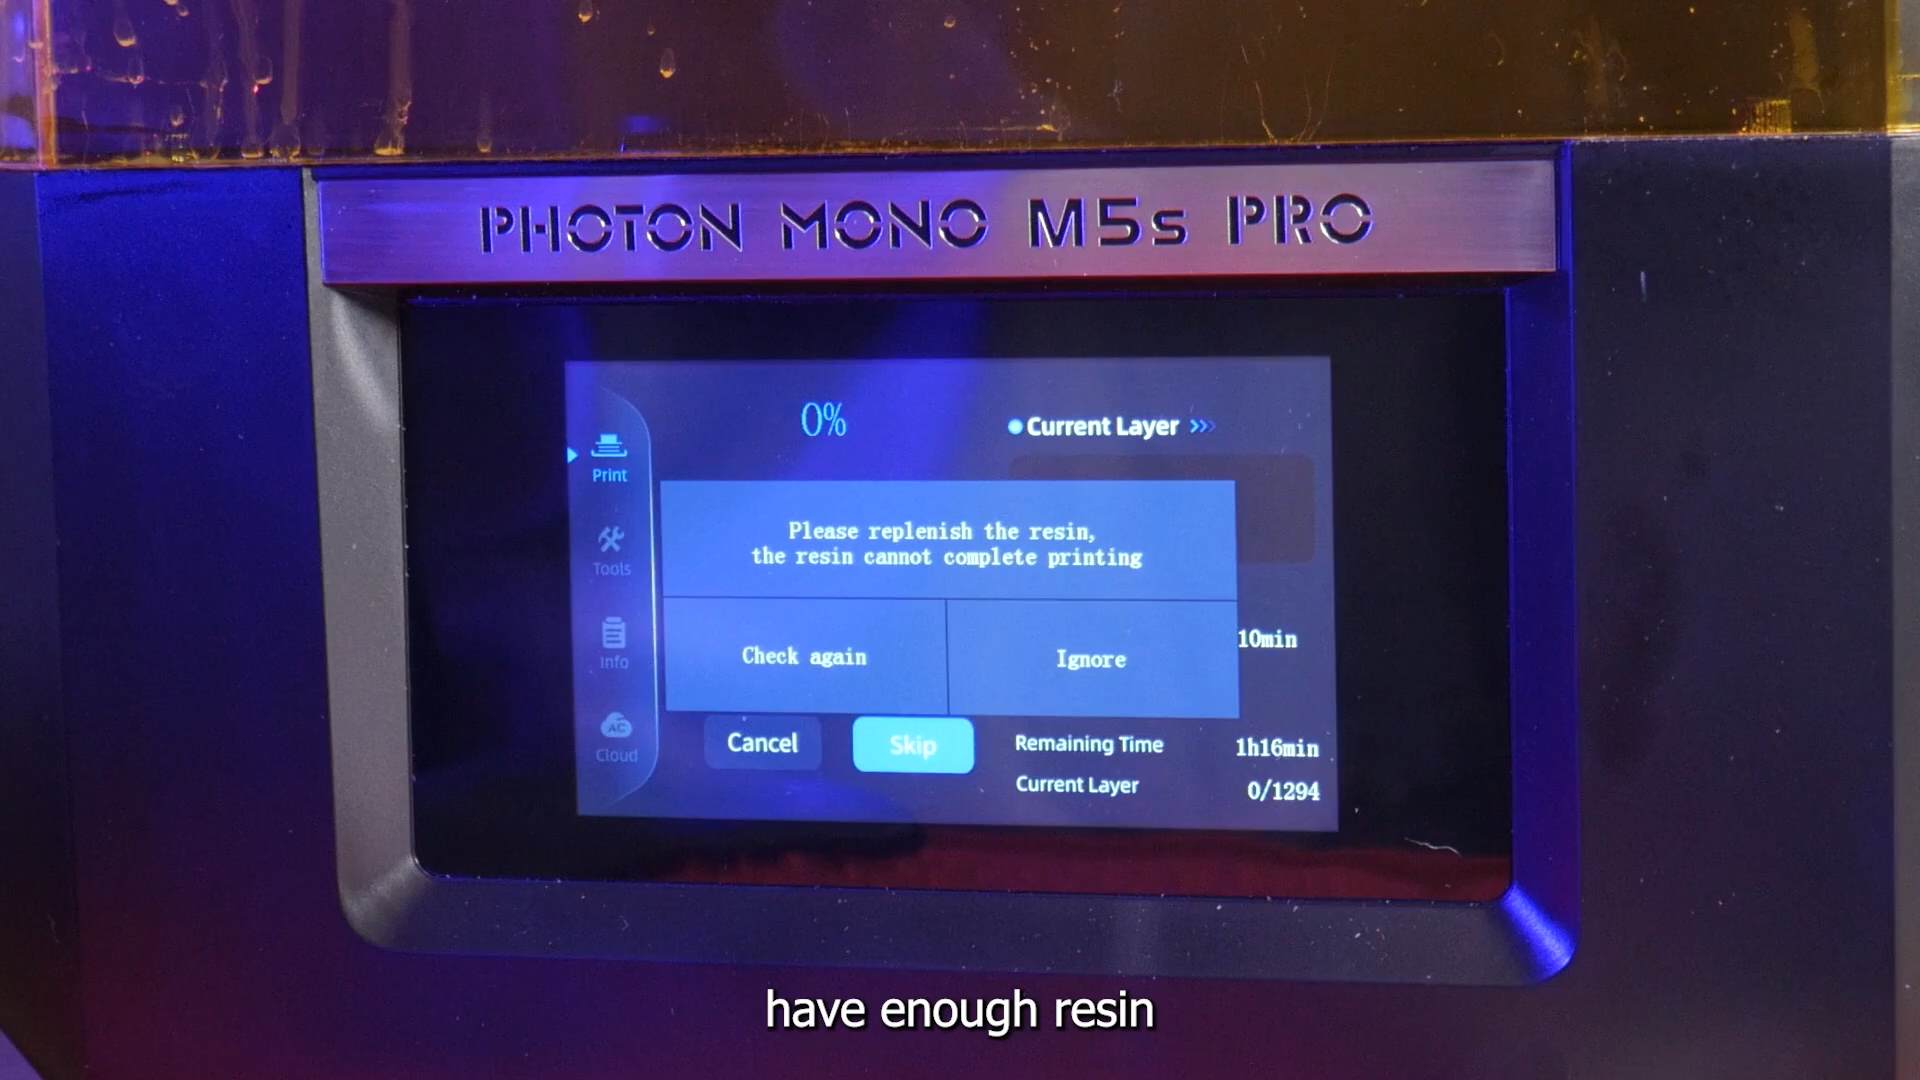 PHOTON MONO M5s PRO
0%
Current Layer
Print
Please replenish the resin,
the resin cannot complete printing
Tools
Check again
Ignore
10min
Info
Cancel
Skip
Remaining Time
1h16min
AC
Cloud
Current Layer
0/1294
have enough resin